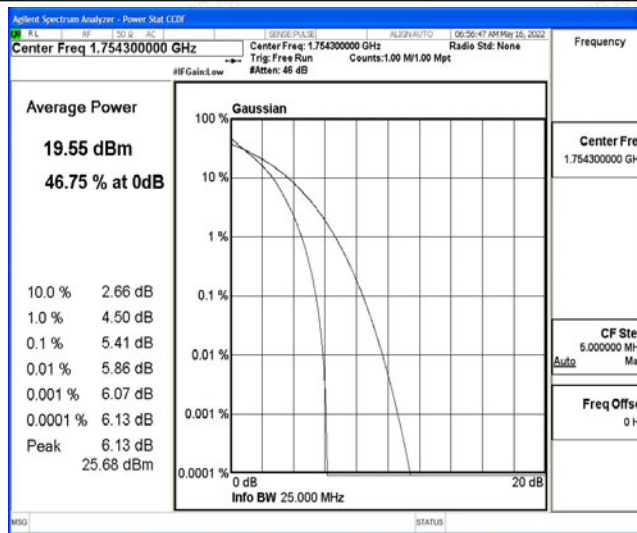 Agilent Spectrum Analyzer - Power Stat CCDF
RL RF 50 Ω AC SENSE:PULSE ALIGN AUTO 06:56:47 AM May 16, 2022
Center Freq 1.754300000 GHz
Center Freq: 1.754300000 GHz Radio Std: None
Trig: Free Run Counts:1.00 M/1.00 Mpt
#IFGain:Low #Atten: 46 dB
Frequency
Average Power
19.55 dBm
46.75 % at 0dB
10.0 % 2.66 dB
1.0 % 4.50 dB
0.1 % 5.41 dB
0.01 % 5.86 dB
0.001 % 6.07 dB
0.0001 % 6.13 dB
Peak 6.13 dB
25.68 dBm
Gaussian
100 %
10 %
1 %
0.1 %
0.01 %
0.001 %
0.0001 %
0 dB 20 dB
Info BW 25.000 MHz
Center Fre
1.754300000 GH
CF Ste
5.000000 MH
Auto Ma
Freq Offs
0 H
MSG STATUS